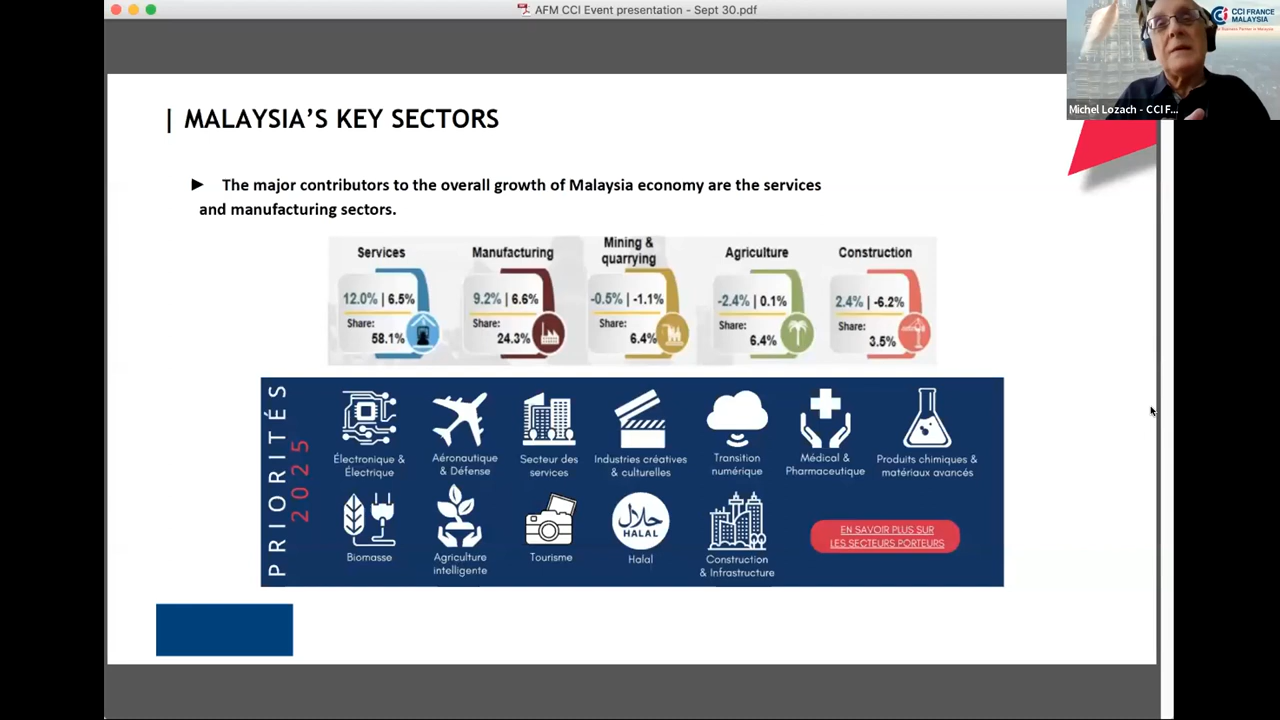 AFM CCI Event presentation - Sept 30.pdf
CCI FRANCE
MALAYSIA
Michel Lozach - CCI F...
| MALAYSIA'S KEY SECTORS
► The major contributors to the overall growth of Malaysia economy are the services
and manufacturing sectors.
Services
12.0% | 6.5%
Share:
58.1%
Manufacturing
9.2% | 6.6%
Share:
24.3%
Mining &
quarrying
-0.5% | -1.1%
Share:
6.4%
Agriculture
-2.4% | 0.1%
Share:
6.4%
Construction
2.4% | -6.2%
Share:
3.5%
PRIORITÉS
2025
Électronique &
Électrique
Aéronautique
& Défense
Secteur des
services
Industries créatives
& culturelles
Transition
numérique
Médical &
Pharmaceutique
Produits chimiques &
matériaux avancés
Biomasse
Agriculture
intelligente
Tourisme
حلال
HALAL
Halal
Construction
& Infrastructure
EN SAVOIR PLUS SUR
LES SECTEURS PORTEURS